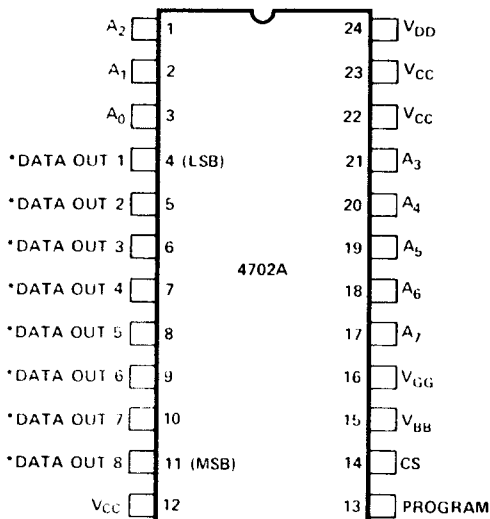 A2 1 24 VDD
A1 2 23 VCC
A0 3 22 VCC
*DATA OUT 1 4 (LSB) 21 A3
*DATA OUT 2 5 20 A4
*DATA OUT 3 6 19 A5
4702A
*DATA OUT 4 7 18 A6
*DATA OUT 5 8 17 A7
*DATA OUT 6 9 16 VGG
*DATA OUT 7 10 15 VBB
*DATA OUT 8 11 (MSB) 14 CS
VCC 12 13 PROGRAM